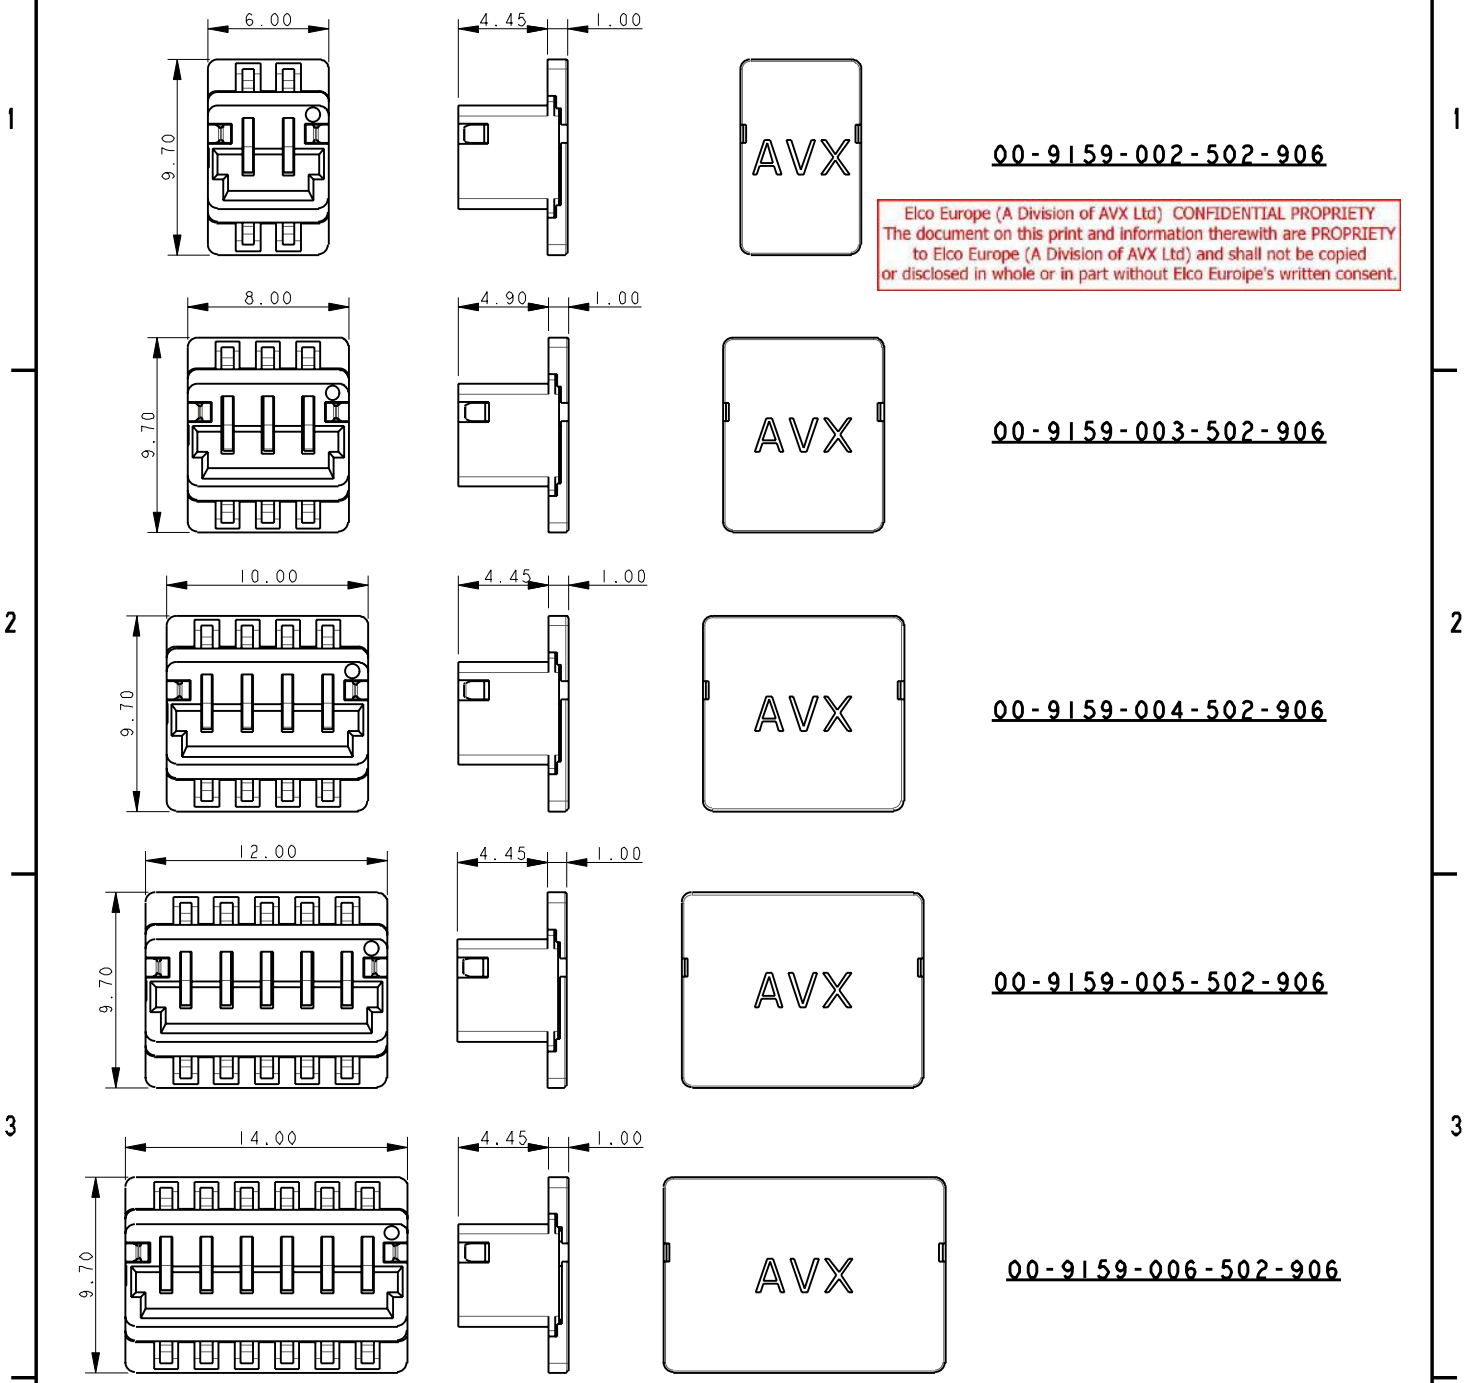 6.00 4.45 1.00
1 1
9.70
AVX
00-9159-002-502-906
Elco Europe (A Division of AVX Ltd) CONFIDENTIAL PROPRIETY
The document on this print and information therewith are PROPRIETY
to Elco Europe (A Division of AVX Ltd) and shall not be copied
or disclosed in whole or in part without Elco Euroipe's written consent.
8.00 4.90 1.00
9.70
AVX
00-9159-003-502-906
10.00 4.45 1.00
2 2
9.70
AVX
00-9159-004-502-906
12.00 4.45 1.00
9.70
AVX
00-9159-005-502-906
3 3
14.00 4.45 1.00
9.70
AVX
00-9159-006-502-906